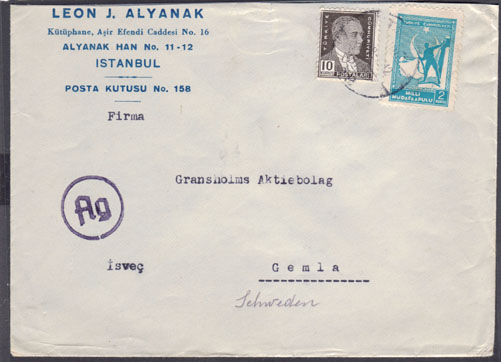 LEON J. ALYANAK
Kütüphane, Aşir Efendi Caddesi No. 16
ALYANAK HAN No. 11-12
ISTANBUL
POSTA KUTUSU No. 158
10
POSTALARI
2
Firma
Gransholms Aktiebolag
Ag
İsveç
Gemla
Schweden